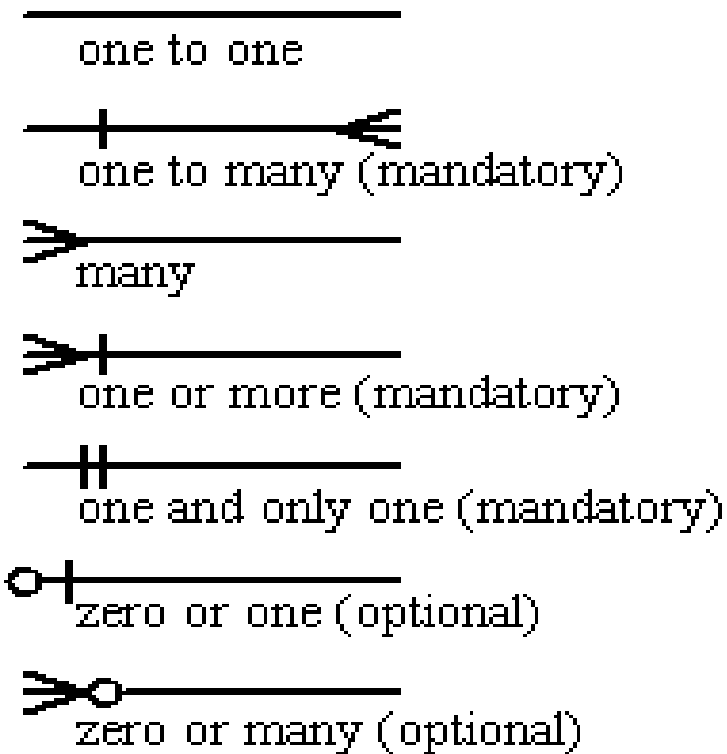 one to one
one to many (mandatory)
many
one or more (mandatory)
one and only one (mandatory)
zero or one (optional)
zero or many (optional)